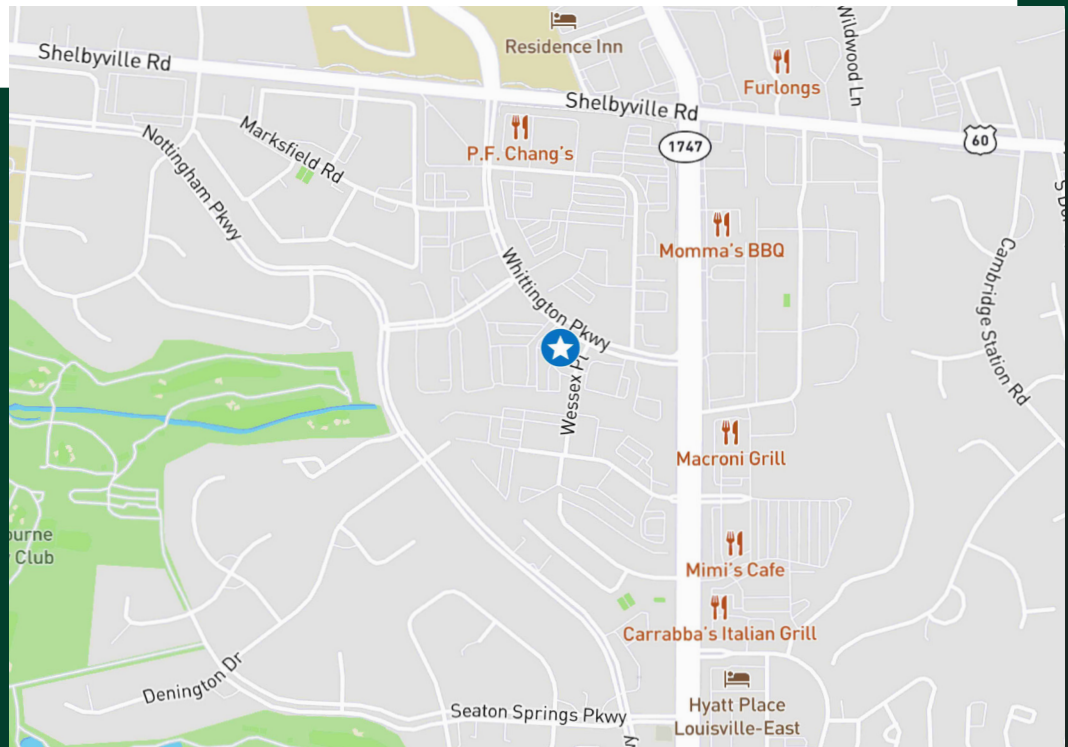 Residence Inn
Wildwood Ln
Shelbyville Rd
Furlongs
Shelbyville Rd
P.F. Chang's
1747
60
Marksfield Rd
Nottingham Pkwy
Momma's BBQ
Cambridge Station Rd
Whittington Pkwy
Wessex Pl
Macroni Grill
ourne
Club
Mimi's Cafe
Carrabba's Italian Grill
Denington Dr
Seaton Springs Pkwy
Hyatt Place
Louisville-East